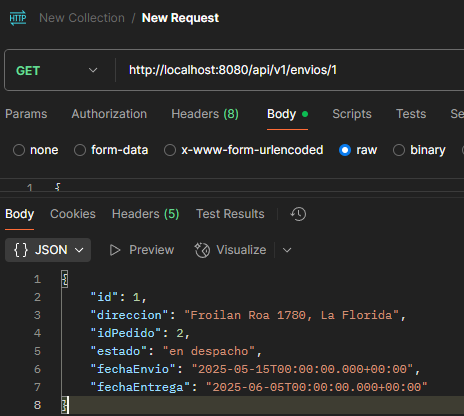 HTTP New Collection / New Request
GET http://localhost:8080/api/v1/envios/1
Params Authorization Headers (8) Body Scripts Tests Se
none form-data x-www-form-urlencoded raw binary
1 {
Body Cookies Headers (5) Test Results
{} JSON Preview Visualize
1 {
2 "id": 1,
3 "direccion": "Froilan Roa 1780, La Florida",
4 "idPedido": 2,
5 "estado": "en despacho",
6 "fechaEnvio": "2025-05-15T00:00:00.000+00:00",
7 "fechaEntrega": "2025-06-05T00:00:00.000+00:00"
8 }